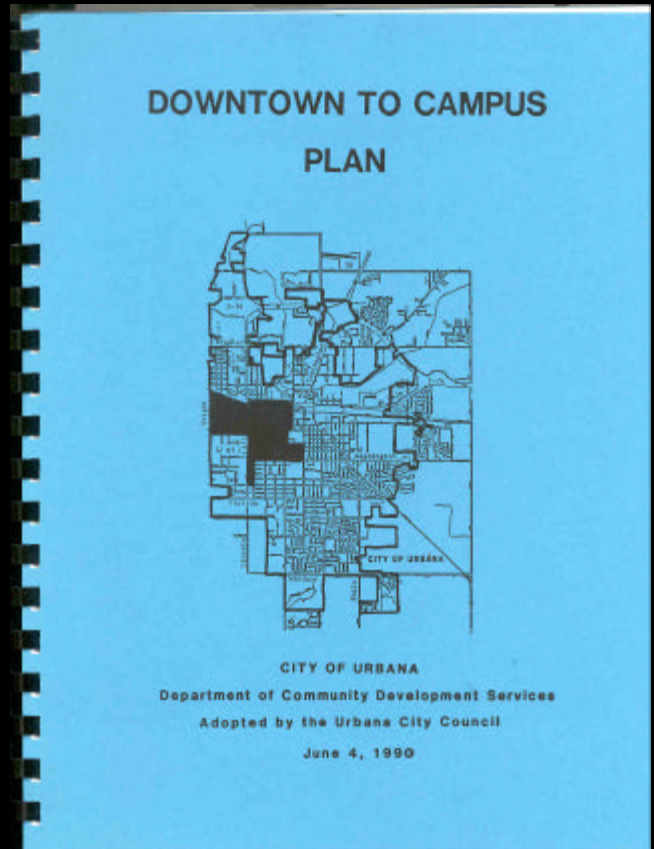 DOWNTOWN TO CAMPUS
PLAN
CITY OF URBANA
CITY OF URBANA
Department of Community Development Services
Adopted by the Urbana City Council
June 4, 1990